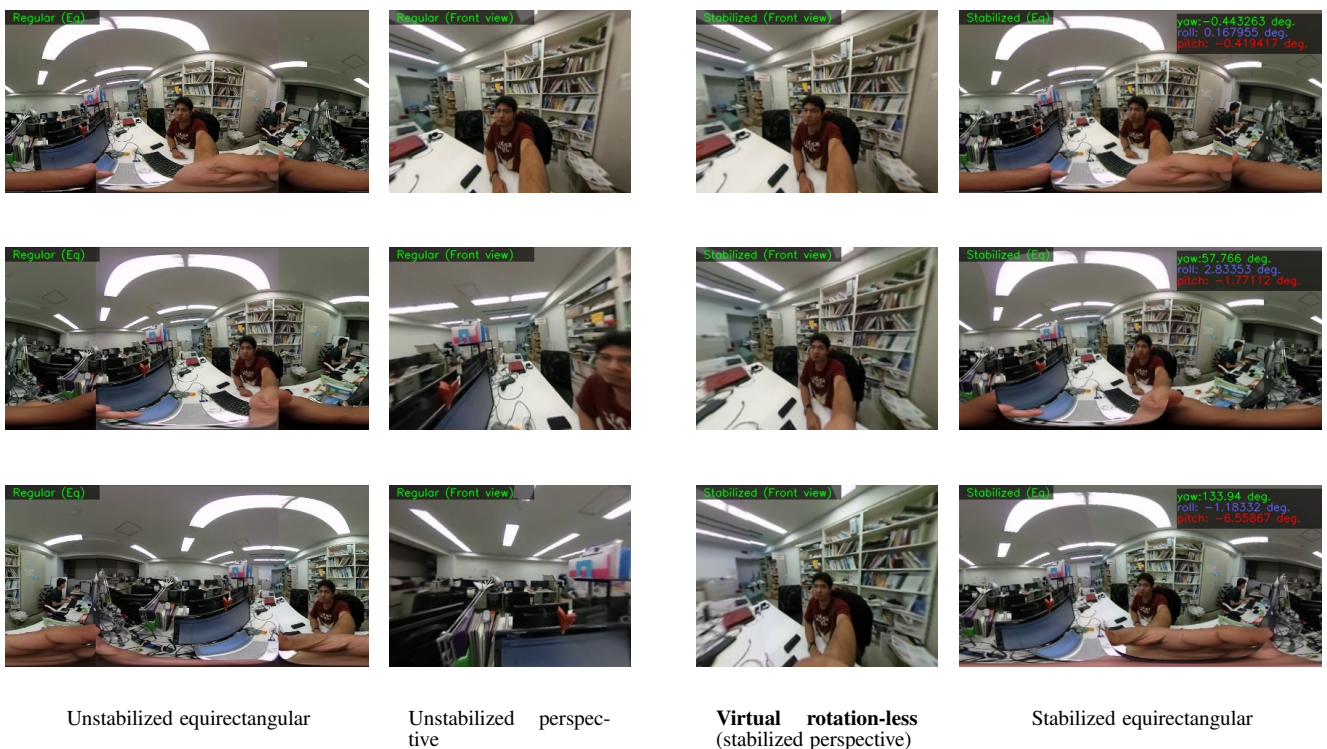 Regular (Eq)
Regular (Front view)
Stabilized (Front view)
Stabilized (Eq)
yaw:-0.443263 deg.
roll: 0.167955 deg.
pitch: -0.419417 deg.
Regular (Eq)
Regular (Front view)
Stabilized (Front view)
Stabilized (Eq)
yaw:57.766 deg.
roll: 2.83353 deg.
pitch: -1.77112 deg.
Regular (Eq)
Regular (Front view)
Stabilized (Front view)
Stabilized (Eq)
yaw:133.94 deg.
roll: -1.18332 deg.
pitch: -6.55867 deg.
Unstabilized equirectangular
Unstabilized perspec-
tive
Virtual rotation-less
(stabilized perspective)
Stabilized equirectangular